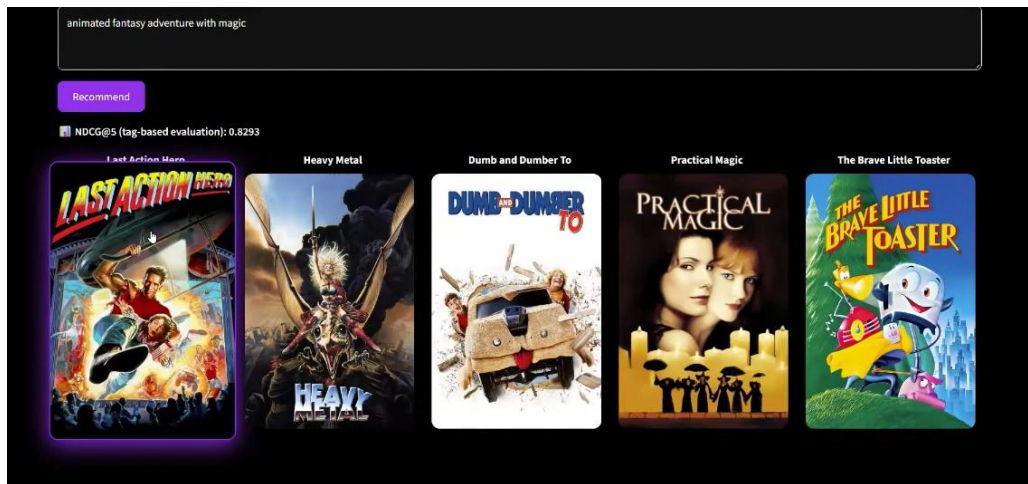 animated fantasy adventure with magic
Recommend
NDCG@5 (tag-based evaluation): 0.8293
Last Action Hero
Heavy Metal
Dumb and Dumber To
Practical Magic
The Brave Little Toaster
LAST ACTION HERO
HEAVY
METAL
DUMB AND DUMBER
TO
PRACTICAL
MAGIC
THE
BRAVE LITTLE
TOASTER